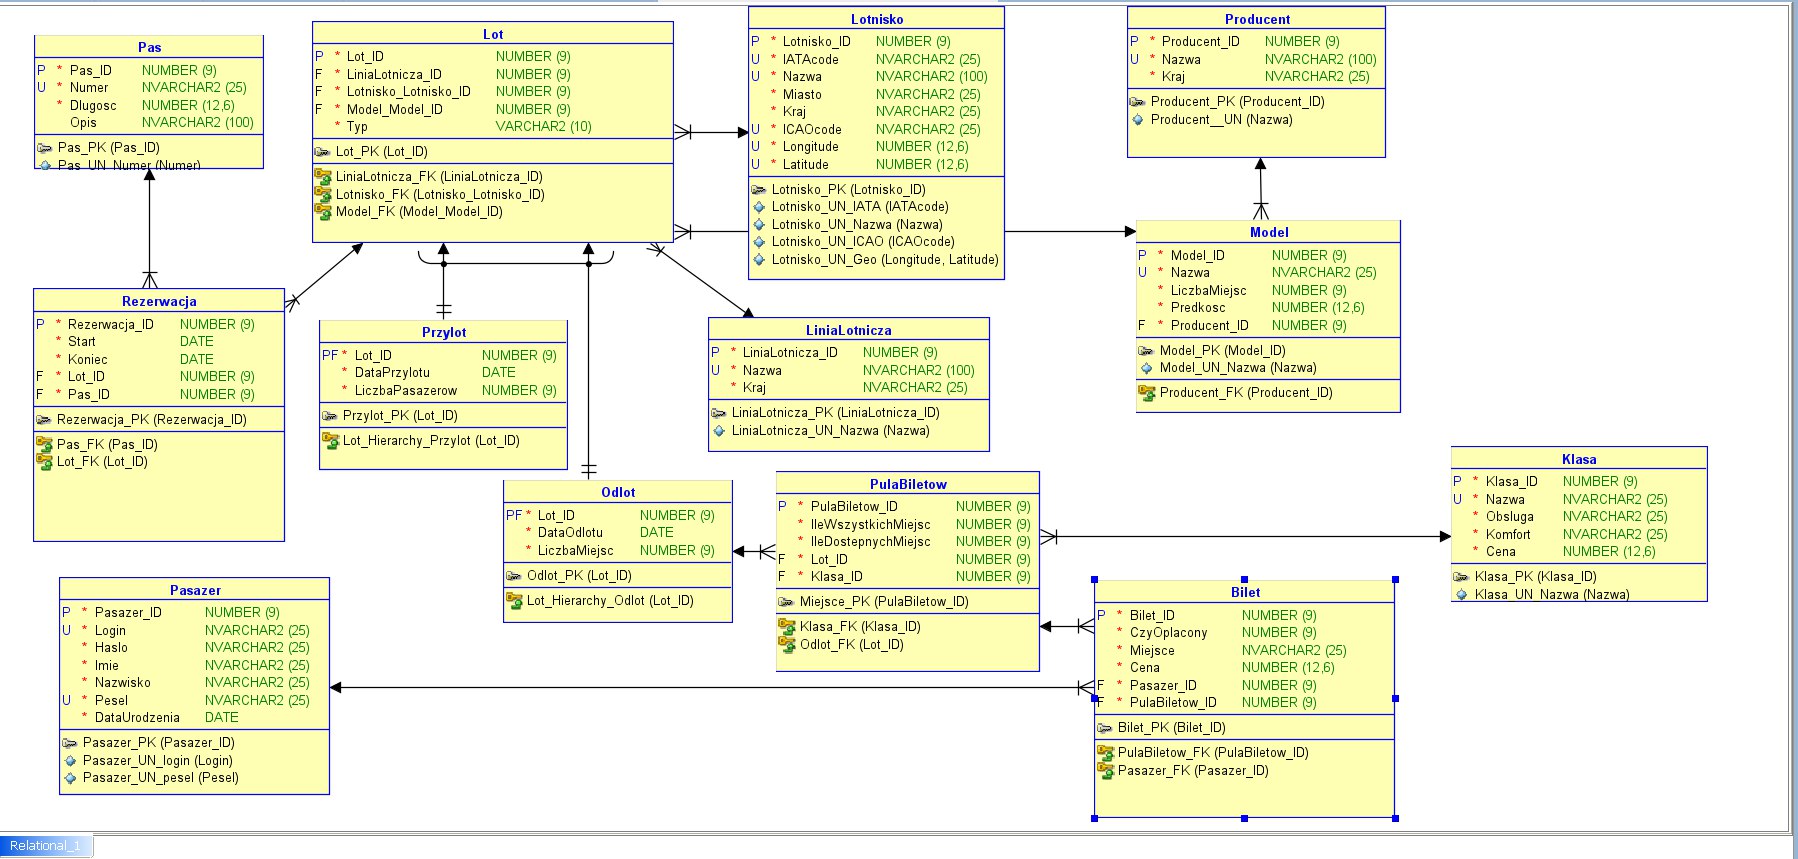 Pas
P * Pas_ID NUMBER (9)
U * Numer NVARCHAR2 (25)
* Dlugosc NUMBER (12,6)
Opis NVARCHAR2 (100)
Pas_PK (Pas_ID)
Pas_UN_Numer (Numer)
Lot
P * Lot_ID NUMBER (9)
F * LiniaLotnicza_ID NUMBER (9)
F * Lotnisko_Lotnisko_ID NUMBER (9)
F * Model_Model_ID NUMBER (9)
* Typ VARCHAR2 (10)
Lot_PK (Lot_ID)
LiniaLotnicza_FK (LiniaLotnicza_ID)
Lotnisko_FK (Lotnisko_Lotnisko_ID)
Model_FK (Model_Model_ID)
Lotnisko
P * Lotnisko_ID NUMBER (9)
U * IATAcode NVARCHAR2 (25)
U * Nazwa NVARCHAR2 (100)
* Miasto NVARCHAR2 (25)
* Kraj NVARCHAR2 (25)
U * ICAOcode NVARCHAR2 (25)
U * Longitude NUMBER (12,6)
U * Latitude NUMBER (12,6)
Lotnisko_PK (Lotnisko_ID)
Lotnisko_UN_IATA (IATAcode)
Lotnisko_UN_Nazwa (Nazwa)
Lotnisko_UN_ICAO (ICAOcode)
Lotnisko_UN_Geo (Longitude, Latitude)
Producent
P * Producent_ID NUMBER (9)
U * Nazwa NVARCHAR2 (100)
* Kraj NVARCHAR2 (25)
Producent_PK (Producent_ID)
Producent__UN (Nazwa)
Model
P * Model_ID NUMBER (9)
U * Nazwa NVARCHAR2 (25)
* LiczbaMiejsc NUMBER (9)
* Predkosc NUMBER (12,6)
F * Producent_ID NUMBER (9)
Model_PK (Model_ID)
Model_UN_Nazwa (Nazwa)
Producent_FK (Producent_ID)
Rezerwacja
P * Rezerwacja_ID NUMBER (9)
* Start DATE
* Koniec DATE
F * Lot_ID NUMBER (9)
F * Pas_ID NUMBER (9)
Rezerwacja_PK (Rezerwacja_ID)
Pas_FK (Pas_ID)
Lot_FK (Lot_ID)
Przylot
PF * Lot_ID NUMBER (9)
* DataPrzylotu DATE
* LiczbaPasazerow NUMBER (9)
Przylot_PK (Lot_ID)
Lot_Hierarchy_Przylot (Lot_ID)
LiniaLotnicza
P * LiniaLotnicza_ID NUMBER (9)
U * Nazwa NVARCHAR2 (100)
* Kraj NVARCHAR2 (25)
LiniaLotnicza_PK (LiniaLotnicza_ID)
LiniaLotnicza_UN_Nazwa (Nazwa)
Odlot
PF * Lot_ID NUMBER (9)
* DataOdlotu DATE
* LiczbaMiejsc NUMBER (9)
Odlot_PK (Lot_ID)
Lot_Hierarchy_Odlot (Lot_ID)
PulaBiletow
P * PulaBiletow_ID NUMBER (9)
* IleWszystkichMiejsc NUMBER (9)
* IleDostepnychMiejsc NUMBER (9)
F * Lot_ID NUMBER (9)
F * Klasa_ID NUMBER (9)
Miejsce_PK (PulaBiletow_ID)
Klasa_FK (Klasa_ID)
Odlot_FK (Lot_ID)
Klasa
P * Klasa_ID NUMBER (9)
U * Nazwa NVARCHAR2 (25)
* Obsluga NVARCHAR2 (25)
* Komfort NVARCHAR2 (25)
* Cena NUMBER (12,6)
Klasa_PK (Klasa_ID)
Klasa_UN_Nazwa (Nazwa)
Pasazer
P * Pasazer_ID NUMBER (9)
U * Login NVARCHAR2 (25)
* Haslo NVARCHAR2 (25)
* Imie NVARCHAR2 (25)
* Nazwisko NVARCHAR2 (25)
U * Pesel NVARCHAR2 (25)
* DataUrodzenia DATE
Pasazer_PK (Pasazer_ID)
Pasazer_UN_login (Login)
Pasazer_UN_pesel (Pesel)
Bilet
P * Bilet_ID NUMBER (9)
* CzyOplacony NUMBER (9)
* Miejsce NVARCHAR2 (25)
* Cena NUMBER (12,6)
F * Pasazer_ID NUMBER (9)
F * PulaBiletow_ID NUMBER (9)
Bilet_PK (Bilet_ID)
PulaBiletow_FK (PulaBiletow_ID)
Pasazer_FK (Pasazer_ID)
Relational_1